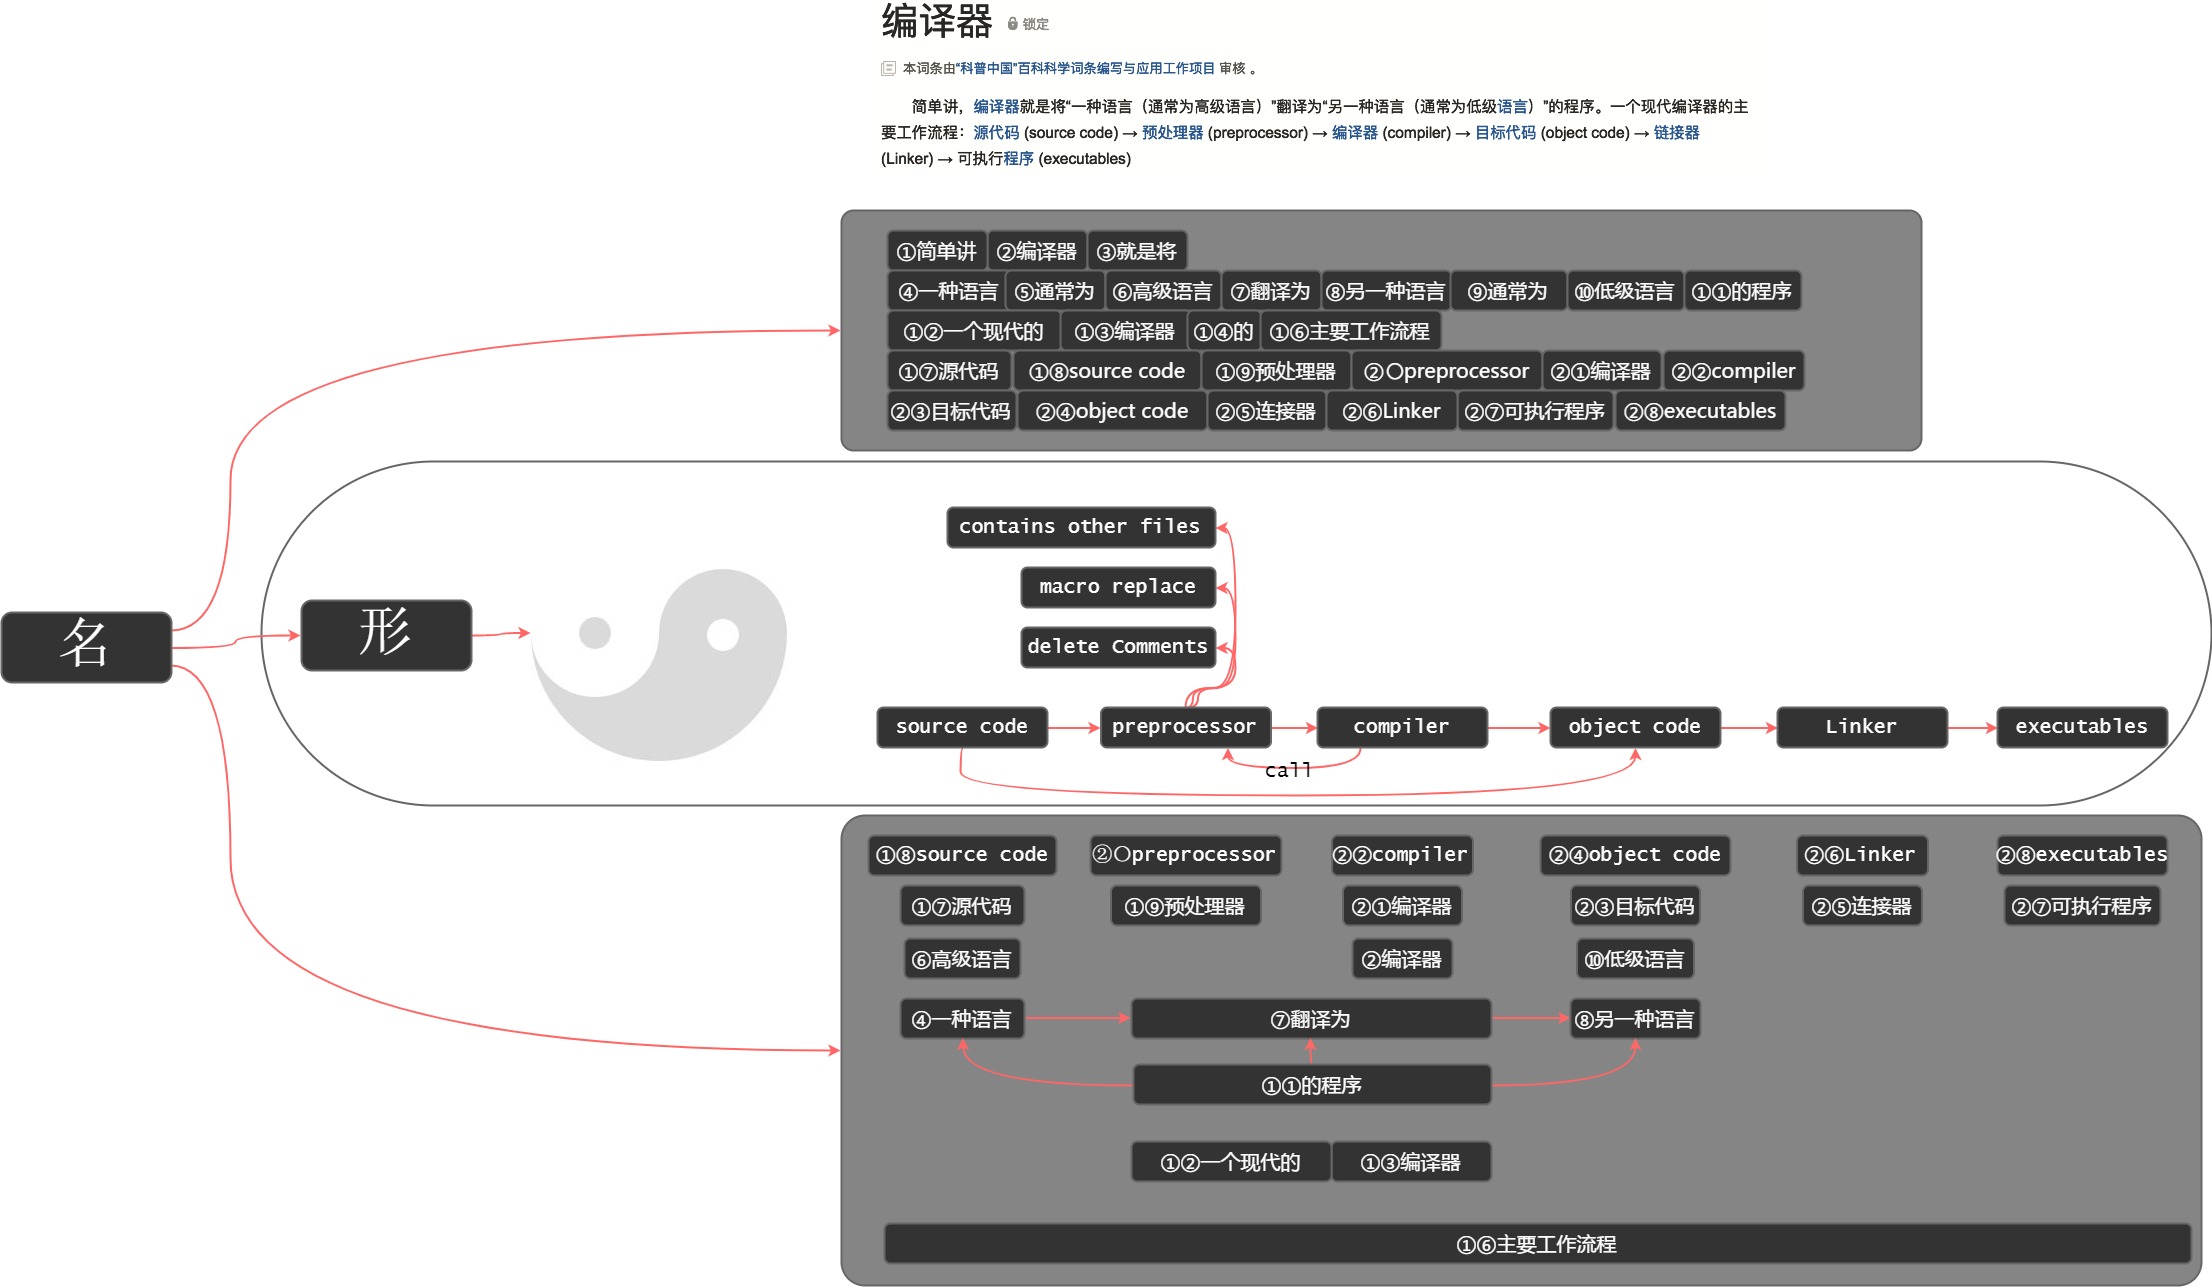 编译器 锁定
本词条由“科普中国”百科科学词条编写与应用工作项目 审核 。
简单讲，编译器就是将“一种语言（通常为高级语言）”翻译为“另一种语言（通常为低级语言）”的程序。一个现代编译器的主
要工作流程：源代码 (source code) → 预处理器 (preprocessor) → 编译器 (compiler) → 目标代码 (object code) → 链接器
(Linker) → 可执行程序 (executables)
①简单讲 ②编译器 ③就是将
④一种语言 ⑤通常为 ⑥高级语言 ⑦翻译为 ⑧另一种语言 ⑨通常为 ⑩低级语言 ①①的程序
①②一个现代的 ①③编译器 ①④的 ①⑥主要工作流程
①⑦源代码 ①⑧source code ①⑨预处理器 ②〇preprocessor ②①编译器 ②②compiler
②③目标代码 ②④object code ②⑤连接器 ②⑥Linker ②⑦可执行程序 ②⑧executables
名
形
contains other files
macro replace
delete Comments
source code preprocessor compiler object code Linker executables
call
①⑧source code ②〇preprocessor ②②compiler ②④object code ②⑥Linker ②⑧executables
①⑦源代码 ①⑨预处理器 ②①编译器 ②③目标代码 ②⑤连接器 ②⑦可执行程序
⑥高级语言 ②编译器 ⑩低级语言
④一种语言 ⑦翻译为 ⑧另一种语言
①①的程序
①②一个现代的 ①③编译器
①⑥主要工作流程